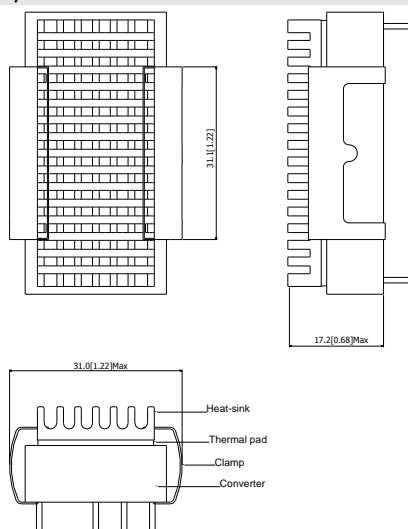 31.1[1.22]
17.2[0.68]Max
31.0[1.22]Max
Heat-sink
Thermal pad
Clamp
Converter